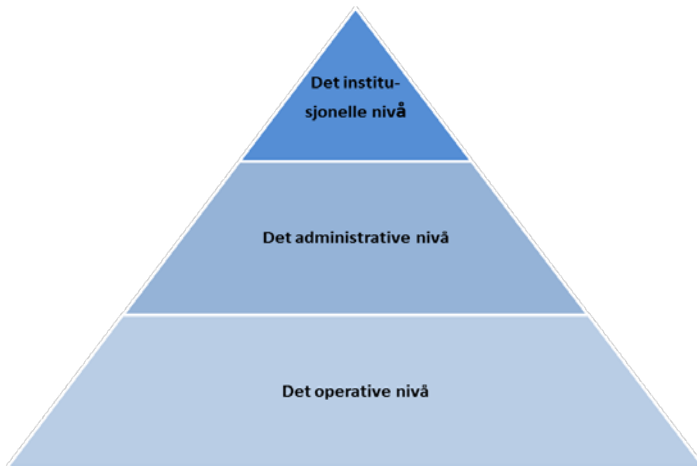 Det institu-
sjonelle nivå
Det administrative nivå
Det operative nivå